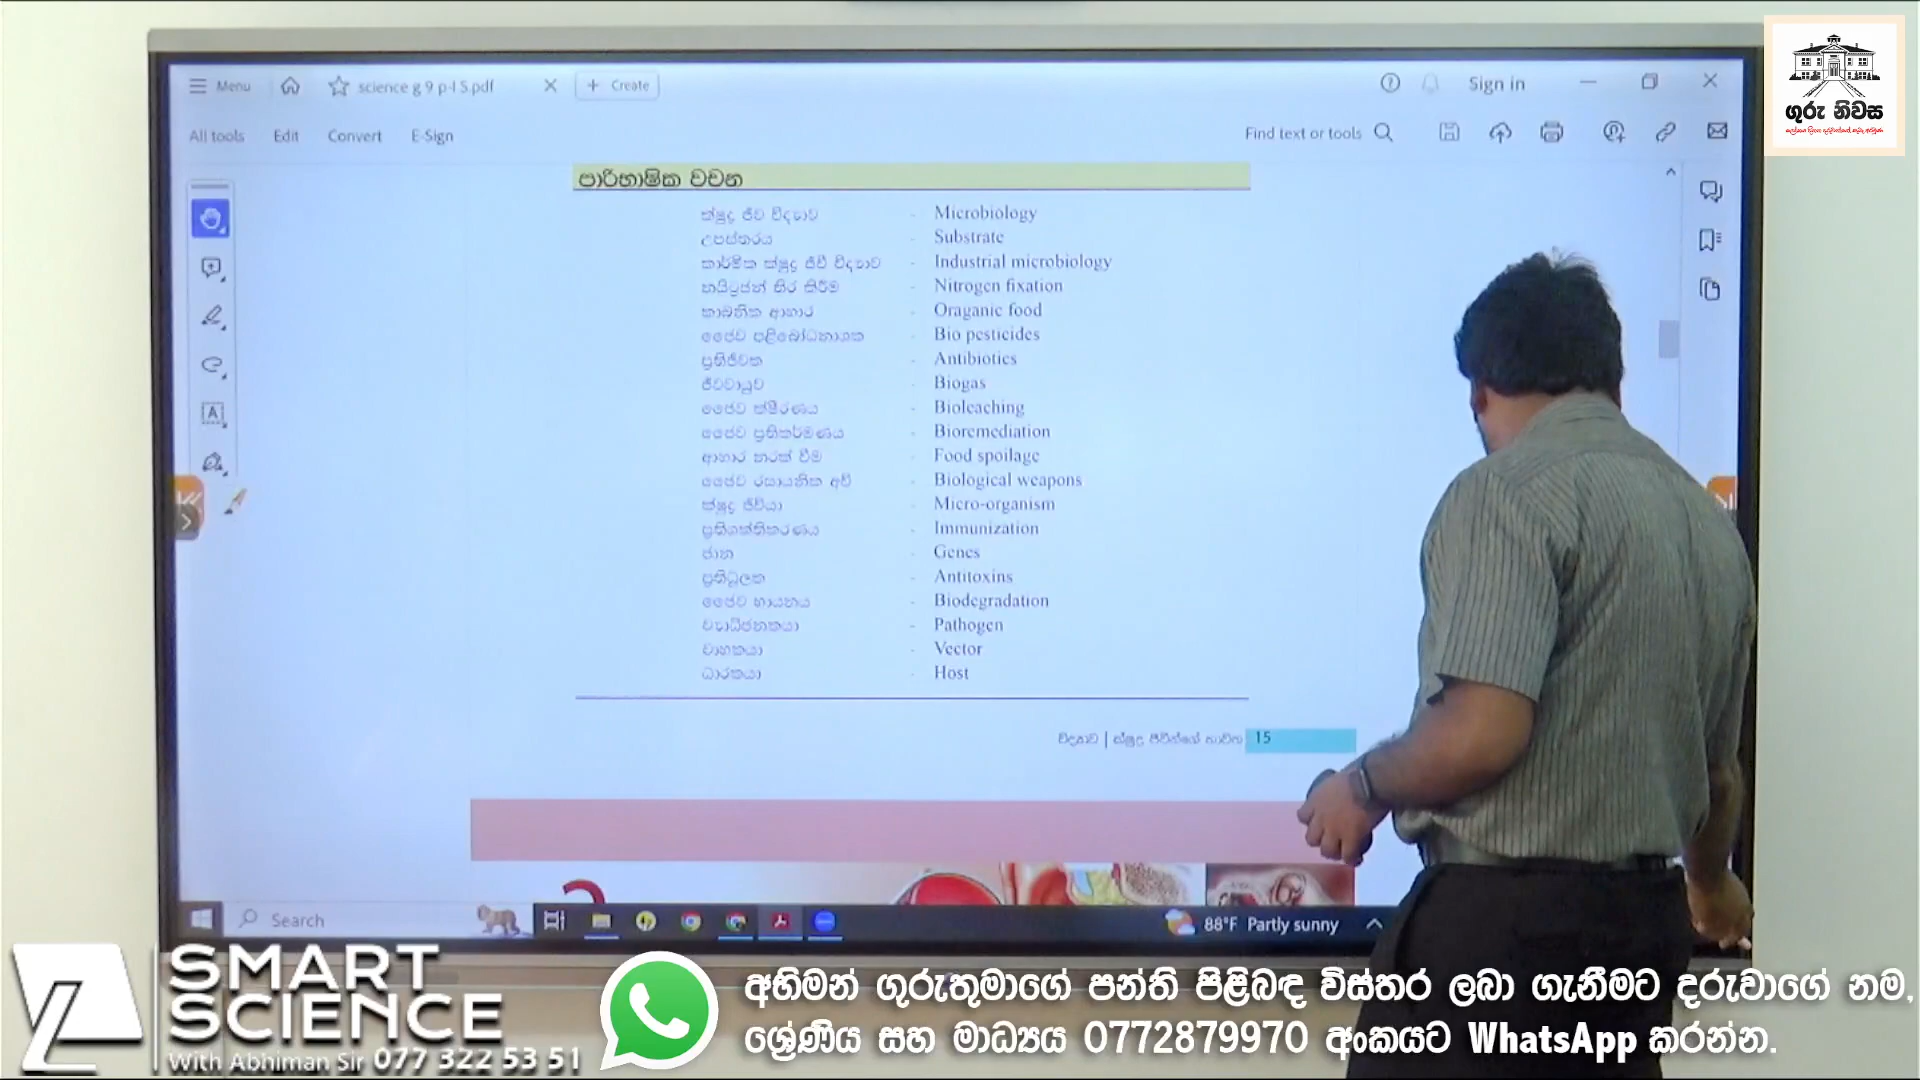 Menu
science g 9 p-I S.pdf
Create
Sign in
ගුරු නිවස
All tools
Edit
Convert
E-Sign
Find text or tools
පාරිභාෂික වචන
ක්ෂුද්‍ර ජීව විද්‍යාව - Microbiology
උපස්තරය - Substrate
කාර්මික ක්ෂුද්‍ර ජීවී විද්‍යාව - Industrial microbiology
නයිට්‍රජන් තිර කිරීම - Nitrogen fixation
කාබනික ආහාර - Oraganic food
ජෛව පළිබෝධනාශක - Bio pesticides
ප්‍රතිජීවක - Antibiotics
ජීවවායුව - Biogas
ජෛව ක්ෂීරණය - Bioleaching
ජෛව ප්‍රතිකර්මණය - Bioremediation
ආහාර නරක් වීම - Food spoilage
ජෛව රසායනික අවි - Biological weapons
ක්ෂුද්‍ර ජීවියා - Micro-organism
ප්‍රතිශක්තිකරණය - Immunization
ජාන - Genes
ප්‍රතිධූලක - Antitoxins
ජෛව හායනය - Biodegradation
ව්‍යාධිජනකයා - Pathogen
වාහකයා - Vector
ධාරකයා - Host
විද්‍යාව | ක්ෂුද්‍ර ජීවින්ගේ භාවිත 15
2
Search
88°F Partly sunny
SMART
SCIENCE
With Abhiman Sir 077 322 53 51
අභිමන් ගුරුතුමාගේ පන්ති පිළිබඳ විස්තර ලබා ගැනීමට දරුවාගේ නම,
ශ්‍රේණිය සහ මාධ්‍යය 0772879970 අංකයට WhatsApp කරන්න.